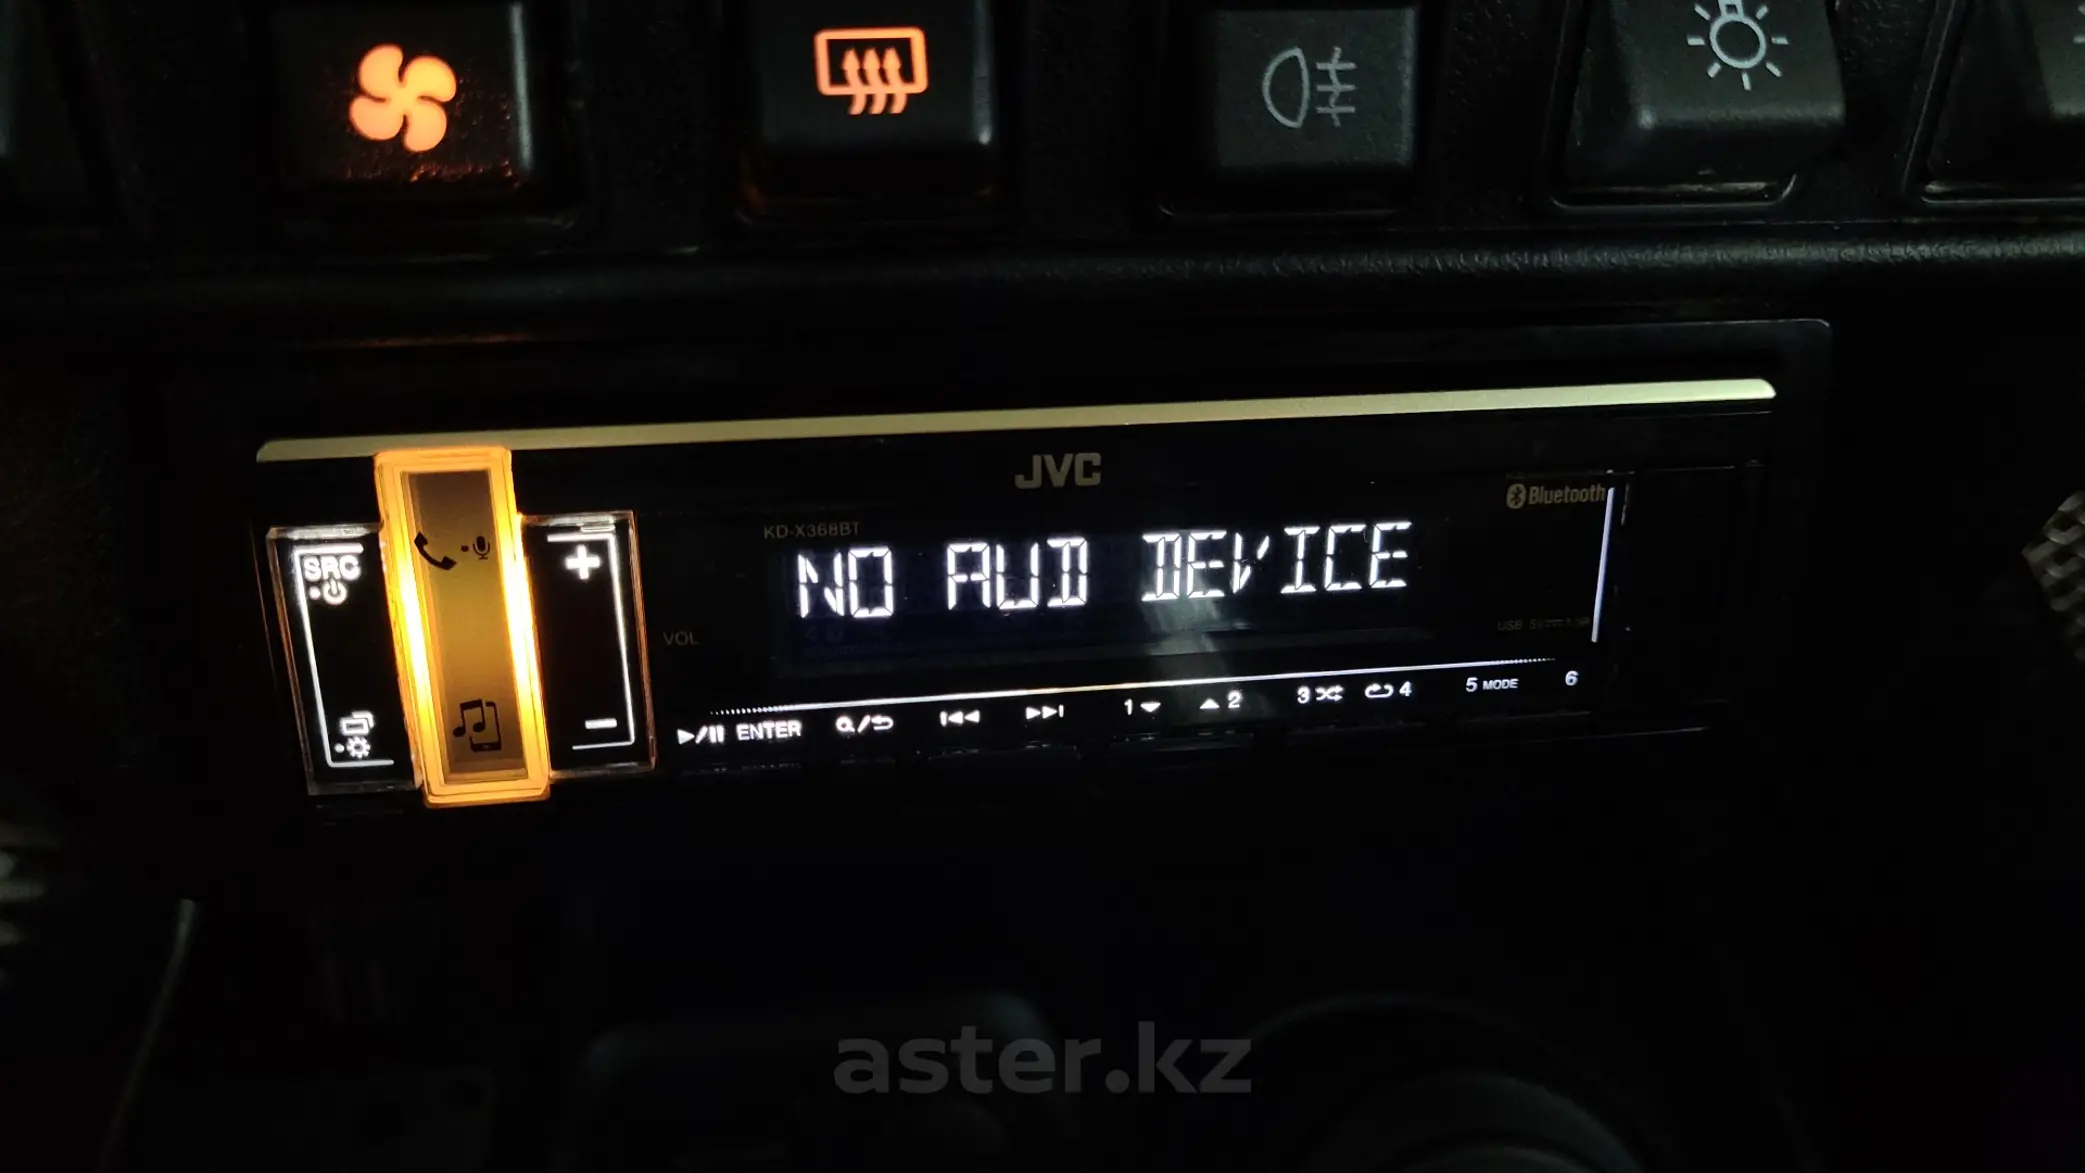 JVC
Bluetooth
KD-X368BT
NO AUD DEVICE
SRC
VOL
ENTER 1 2 3 4 5 MODE 6
aster.kz